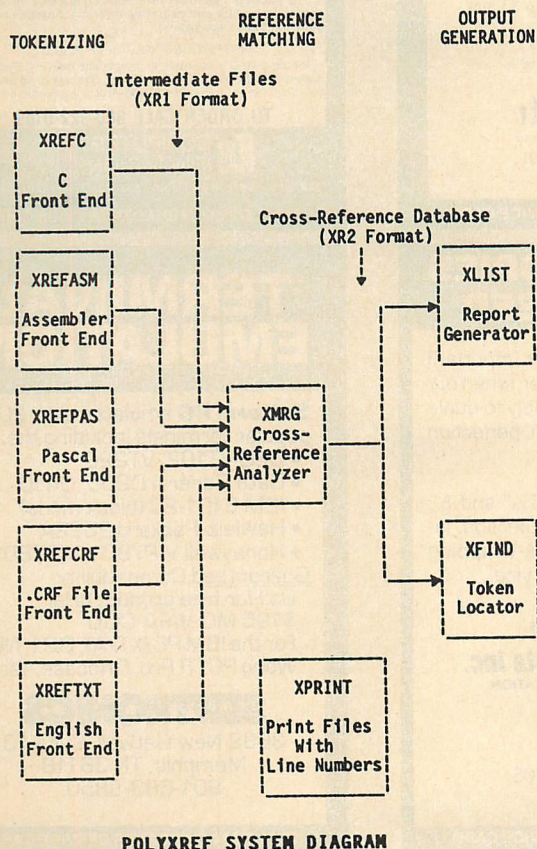 TOKENIZING
REFERENCE
MATCHING
OUTPUT
GENERATION
Intermediate Files
(XR1 Format)
XREFC
C
Front End
Cross-Reference Database
(XR2 Format)
XREFASM
Assembler
Front End
XLIST
Report
Generator
XREFPAS
Pascal
Front End
XMRG
Cross-
Reference
Analyzer
XREFCRF
.CRF File
Front End
XFIND
Token
Locator
XREFTXT
English
Front End
XPRINT
Print Files
With
Line Numbers
POLYXREF SYSTEM DIAGRAM